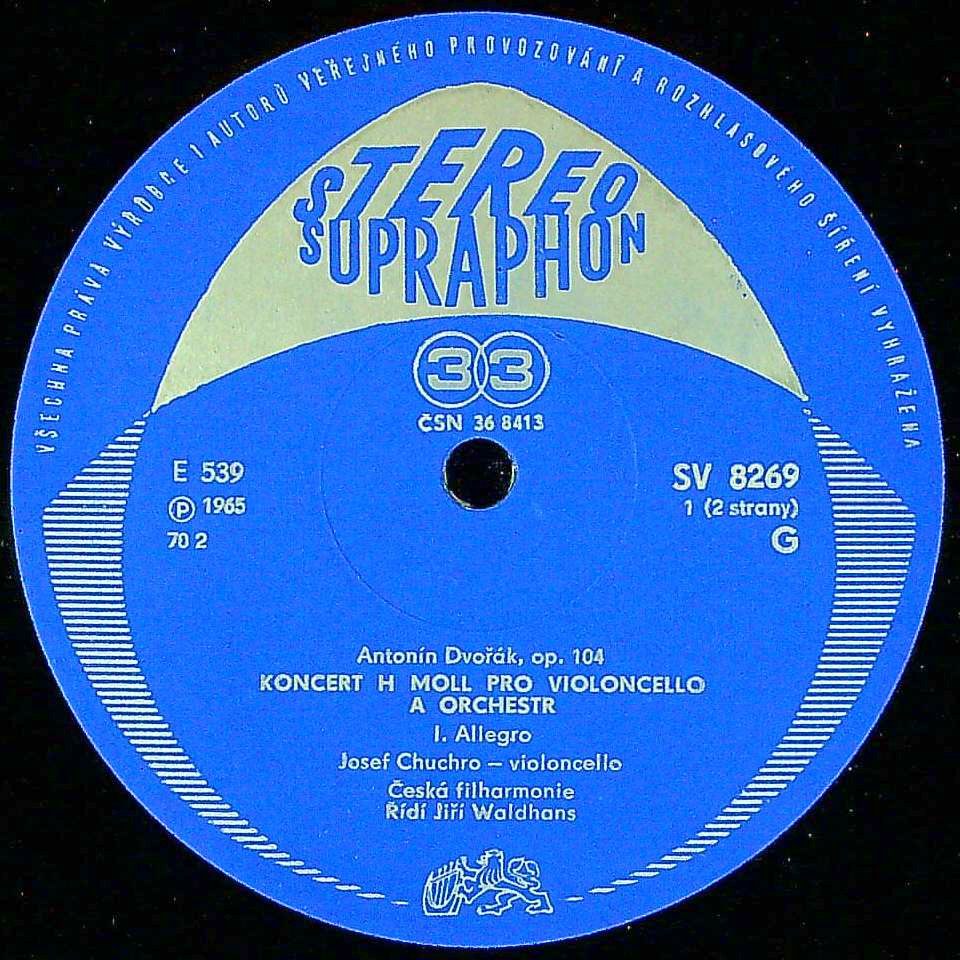 VŠECHNA PRÁVA VÝROBCE I AUTORŮ VEŘEJNÉHO PROVOZOVÁNÍ A ROZHLASOVÉHO ŠÍŘENÍ VYHRAŽENA
STEREO
SUPRAPHON
33
ČSN 36 8413
E 539
Ⓟ 1965
70 2
SV 8269
1 (2 strany)
G
Antonín Dvořák, op. 104
KONCERT H MOLL PRO VIOLONCELLO
A ORCHESTR
I. Allegro
Josef Chuchro – violoncello
Česká filharmonie
Řídí Jiří Waldhans